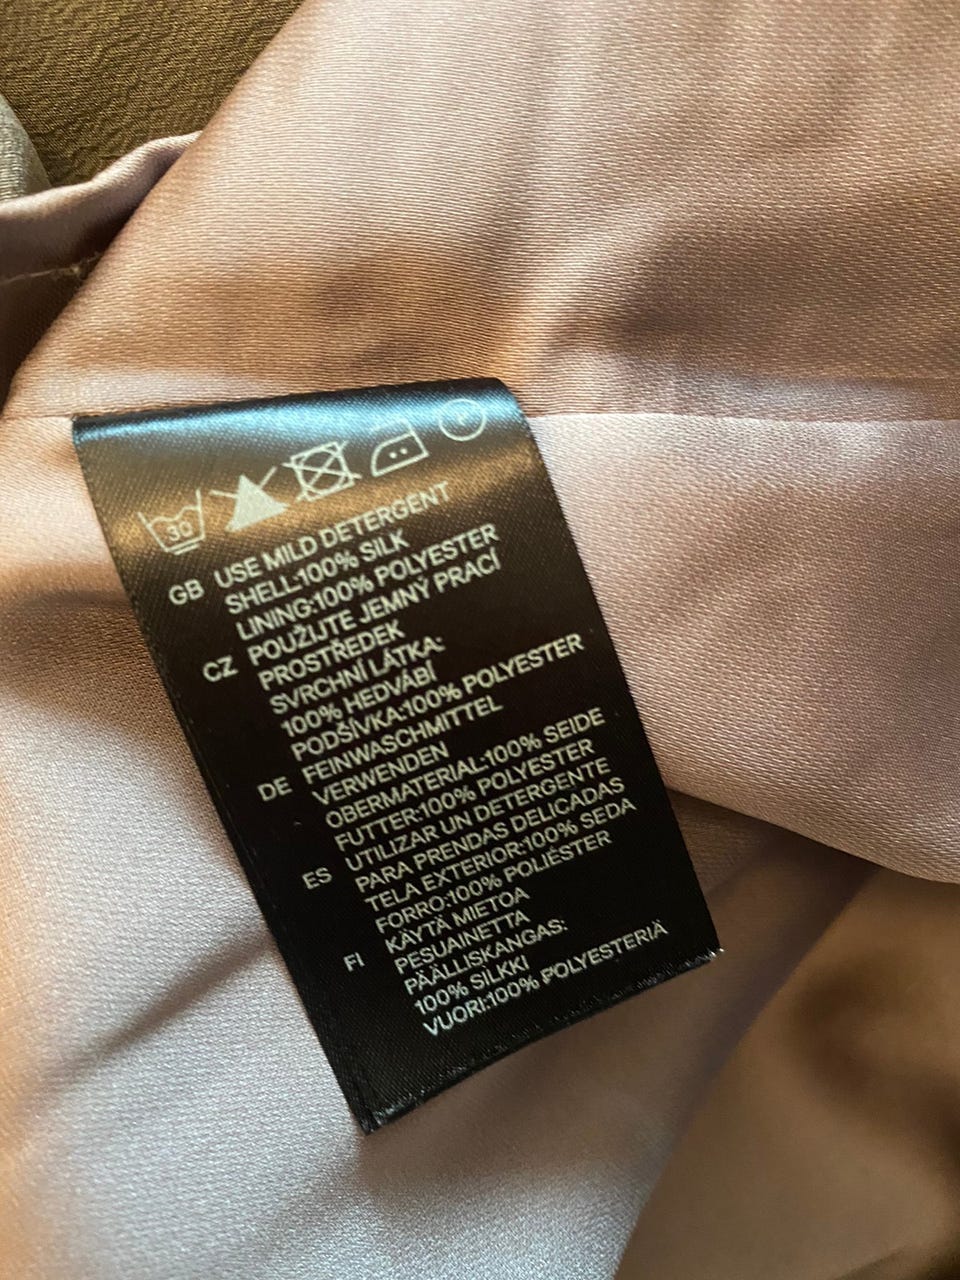 30
GB USE MILD DETERGENT
SHELL:100% SILK
LINING:100% POLYESTER
CZ POUŽIJTE JEMNÝ PRACÍ
PROSTŘEDEK
SVRCHNÍ LÁTKA:
100% HEDVÁBÍ
PODŠÍVKA:100% POLYESTER
DE FEINWASCHMITTEL
VERWENDEN
OBERMATERIAL:100% SEIDE
FUTTER:100% POLYESTER
ES UTILIZAR UN DETERGENTE
PARA PRENDAS DELICADAS
TELA EXTERIOR:100% SEDA
FORRO:100% POLIÉSTER
FI KÄYTÄ MIETOA
PESUAINETTA
PÄÄLLISKANGAS:
100% SILKKI
VUORI:100% POLYESTERIÄ